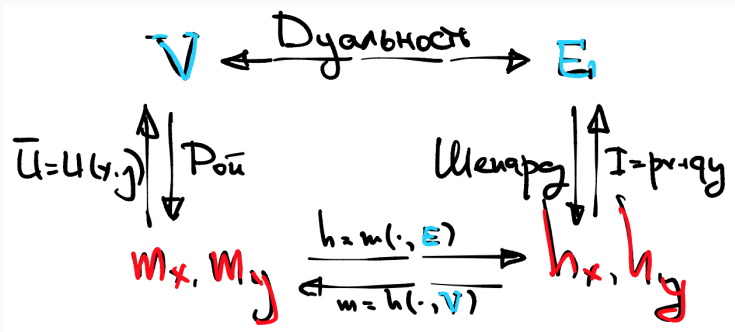 Дуальность
V E
Ū=U(x,y) Рой Шепард I=px+qy
h=m(·,E)
mx, my hx, hy
m=h(·,V)